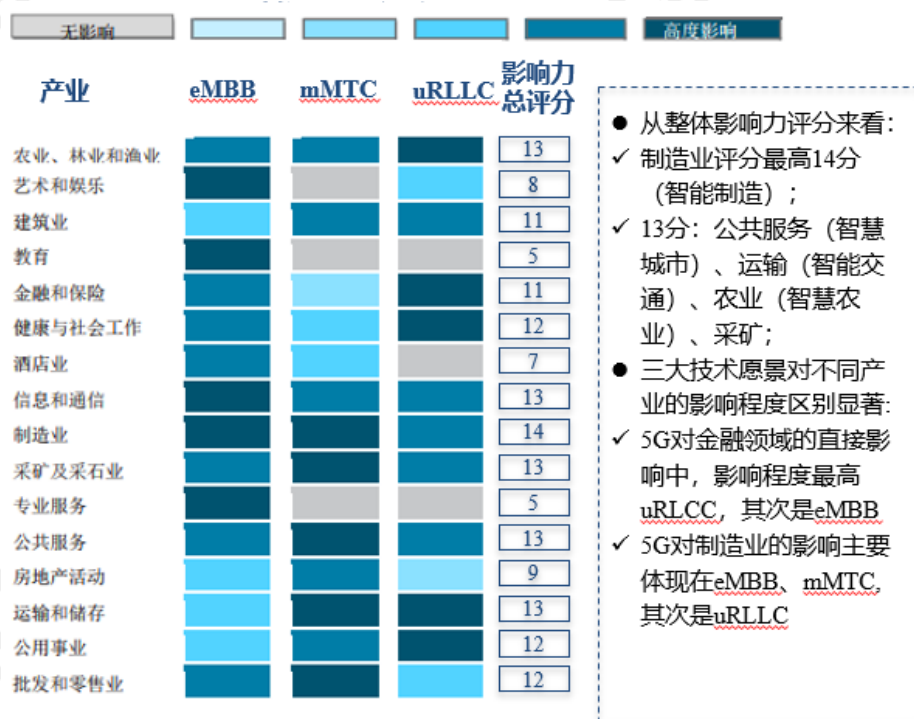 无影响 高度影响
产业 eMBB mMTC uRLLC 影响力
总评分
农业、林业和渔业 13
艺术和娱乐 8
建筑业 11
教育 5
金融和保险 11
健康与社会工作 12
酒店业 7
信息和通信 13
制造业 14
采矿及采石业 13
专业服务 5
公共服务 13
房地产活动 9
运输和储存 13
公用事业 12
批发和零售业 12
● 从整体影响力评分来看：
✓ 制造业评分最高14分
（智能制造）；
✓ 13分：公共服务（智慧
城市）、运输（智能交
通）、农业（智慧农
业）、采矿；
● 三大技术愿景对不同产
业的影响程度区别显著:
✓ 5G对金融领域的直接影
响中，影响程度最高
uRLCC，其次是eMBB
✓ 5G对制造业的影响主要
体现在eMBB、mMTC,
其次是uRLLC